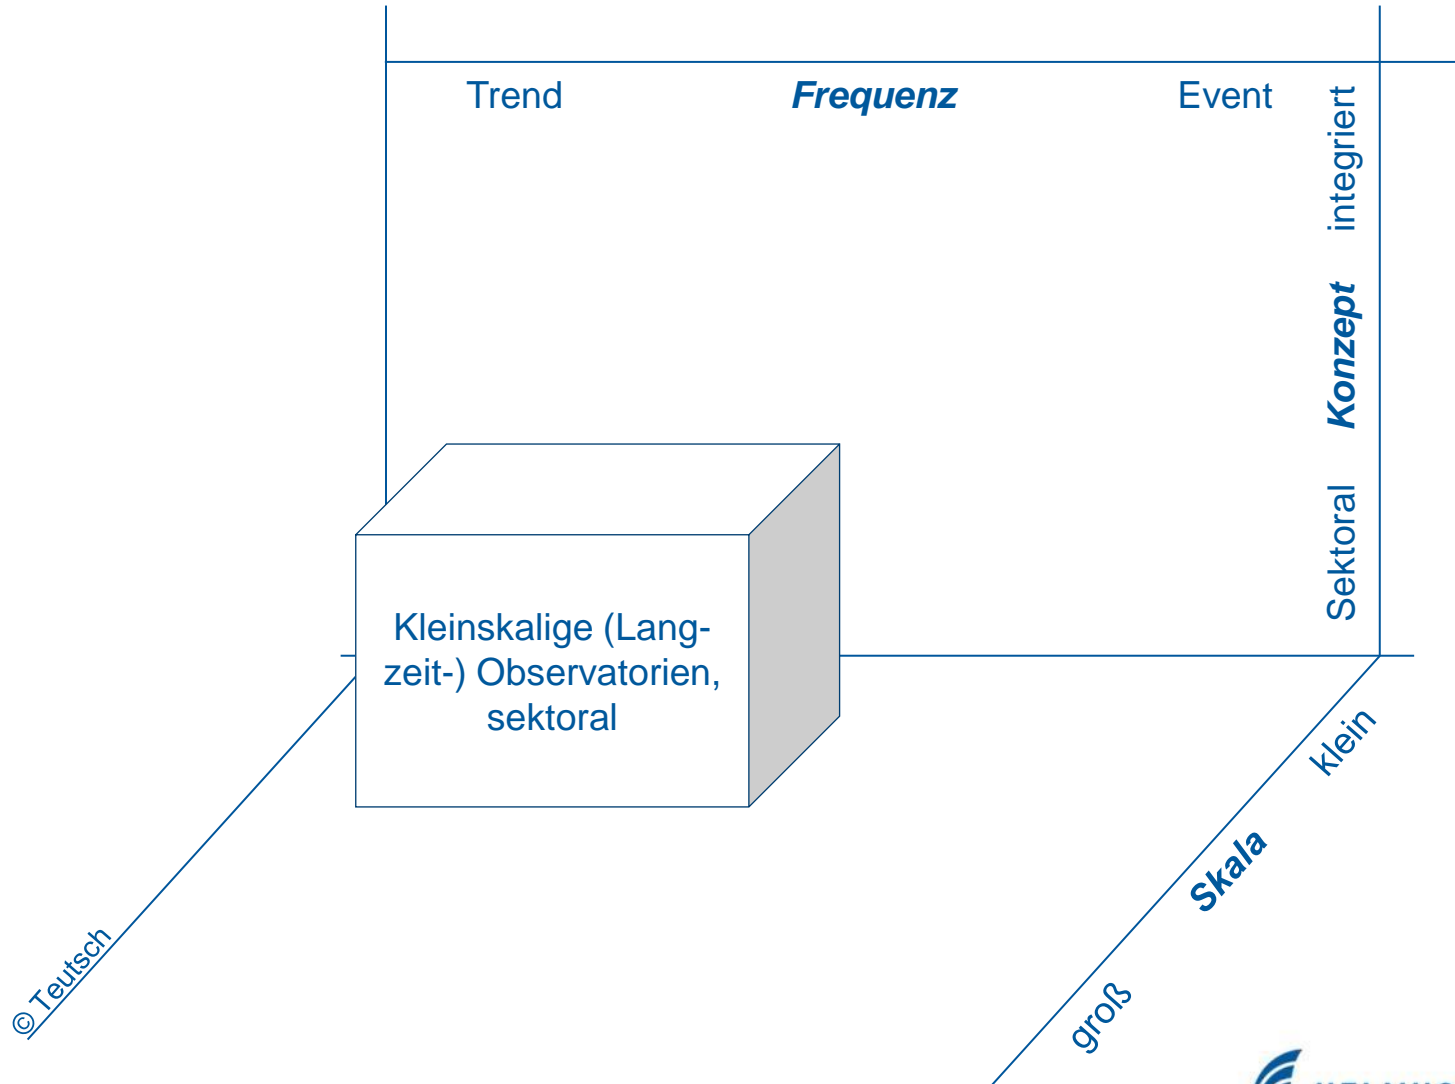 Trend Frequenz Event
integriert
Konzept
Sektoral
Kleinskalige (Lang-
zeit-) Observatorien,
sektoral
klein
Skala
groß
© Teutsch